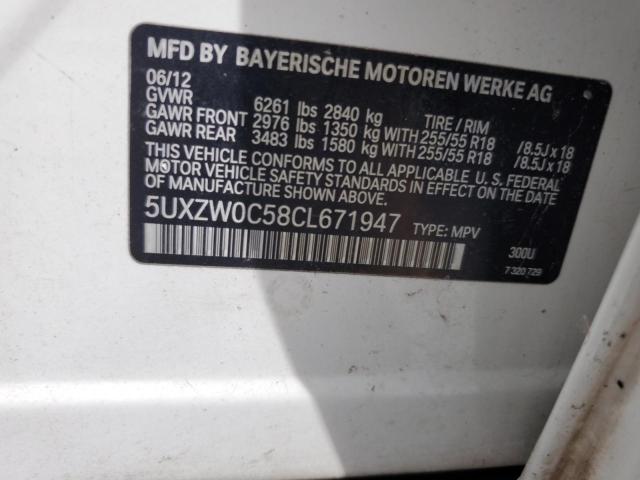 MFD BY BAYERISCHE MOTOREN WERKE AG
06/12
GVWR 6261 lbs 2840 kg TIRE / RIM
GAWR FRONT 2976 lbs 1350 kg WITH 255/55 R18 /8.5J x 18
GAWR REAR 3483 lbs 1580 kg WITH 255/55 R18 /8.5J x 18
THIS VEHICLE CONFORMS TO ALL APPLICABLE U.S. FEDERAL
MOTOR VEHICLE SAFETY STANDARDS IN EFFECT ON THE DATE
OF MANUFACTURE SHOWN ABOVE.
5UXZW0C58CL671947 TYPE: MPV
300U
7 320 729